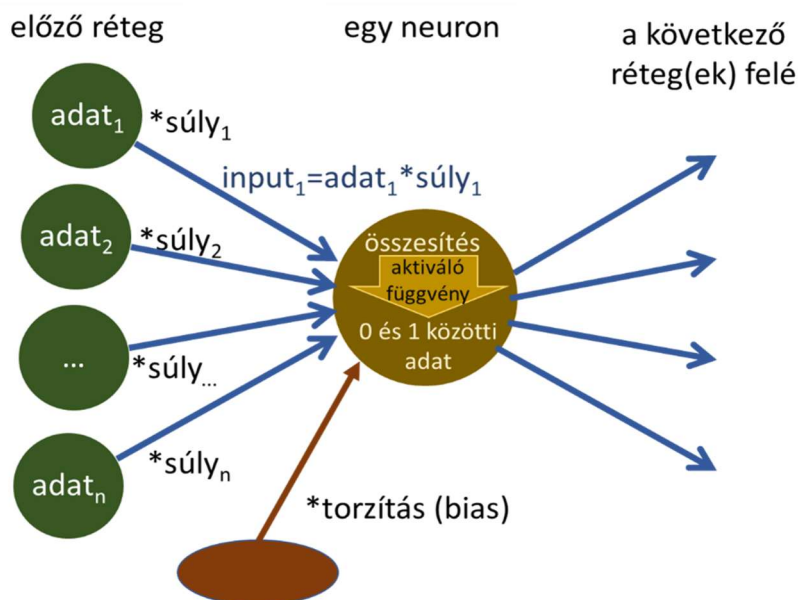 előző réteg
egy neuron
a következő
réteg(ek) felé
adat₁
*súly₁
input₁=adat₁*súly₁
adat₂
*súly₂
összesítés
aktiváló
függvény
0 és 1 közötti
adat
...
*súly...
adatₙ
*súlyₙ
*torzítás (bias)